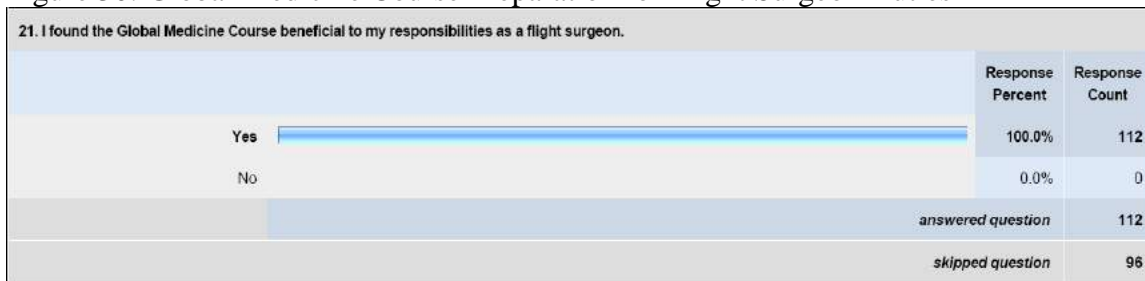 21. I found the Global Medicine Course beneficial to my responsibilities as a flight surgeon.
Response Percent Response Count
Yes 100.0% 112
No 0.0% 0
answered question 112
skipped question 96